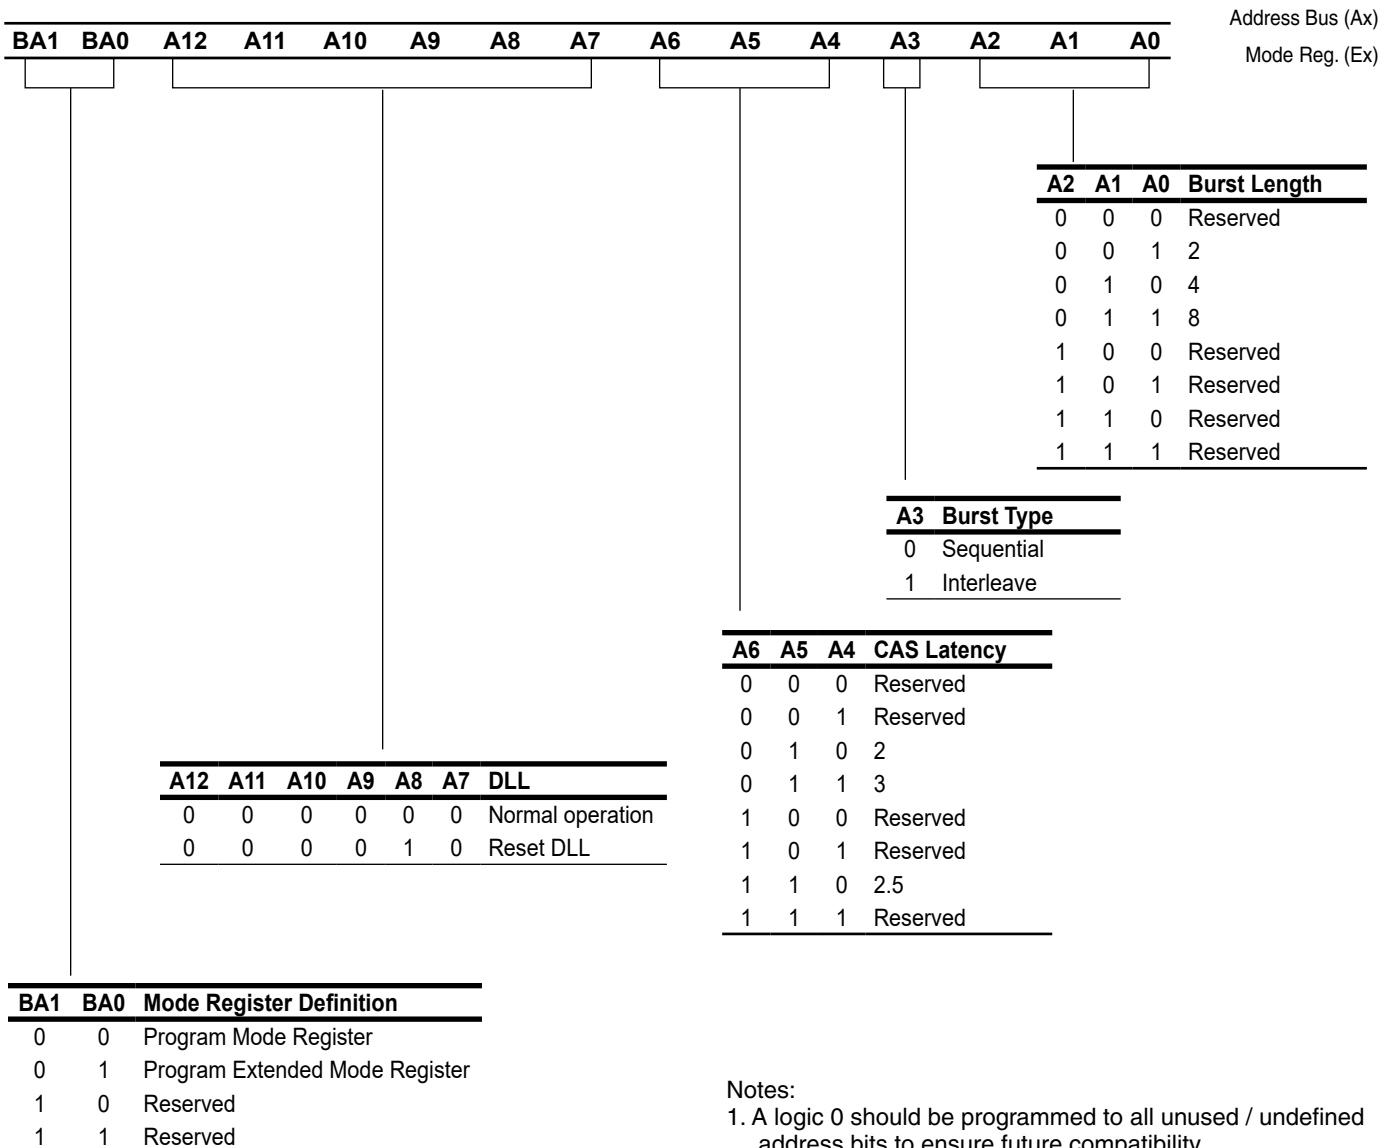 Address Bus (Ax)
BA1 BA0 A12 A11 A10 A9 A8 A7 A6 A5 A4 A3 A2 A1 A0
Mode Reg. (Ex)
A2 A1 A0 Burst Length
0 0 0 Reserved
0 0 1 2
0 1 0 4
0 1 1 8
1 0 0 Reserved
1 0 1 Reserved
1 1 0 Reserved
1 1 1 Reserved
A3 Burst Type
0 Sequential
1 Interleave
A6 A5 A4 CAS Latency
0 0 0 Reserved
0 0 1 Reserved
0 1 0 2
0 1 1 3
1 0 0 Reserved
1 0 1 Reserved
1 1 0 2.5
1 1 1 Reserved
A12 A11 A10 A9 A8 A7 DLL
0 0 0 0 0 0 Normal operation
0 0 0 0 1 0 Reset DLL
BA1 BA0 Mode Register Definition
0 0 Program Mode Register
0 1 Program Extended Mode Register
1 0 Reserved
1 1 Reserved
Notes:
1. A logic 0 should be programmed to all unused / undefined
address bits to ensure future compatibility